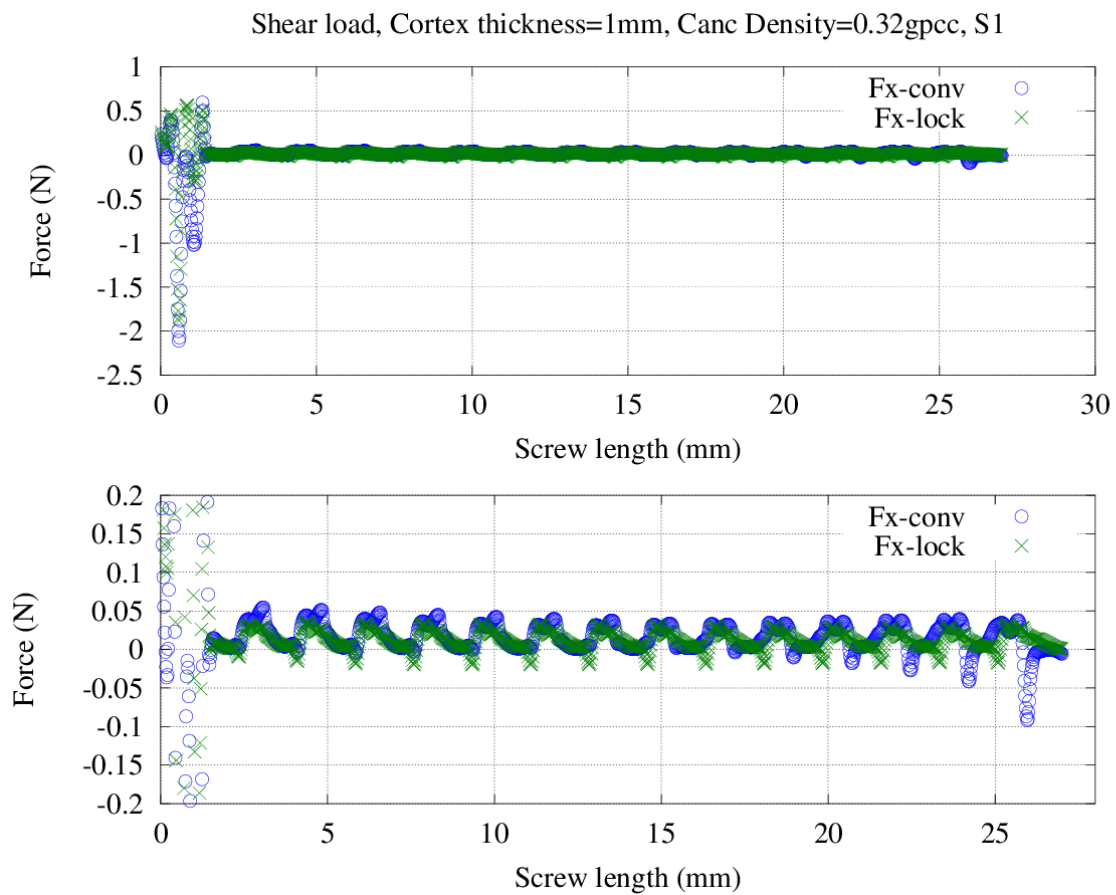 Shear load, Cortex thickness=1mm, Canc Density=0.32gpcc, S1
1
0.5
0
-0.5
-1
-1.5
-2
-2.5
Force (N)
Fx-conv
Fx-lock
0 5 10 15 20 25 30
Screw length (mm)
0.2
0.15
0.1
0.05
0
-0.05
-0.1
-0.15
-0.2
Force (N)
Fx-conv
Fx-lock
0 5 10 15 20 25
Screw length (mm)